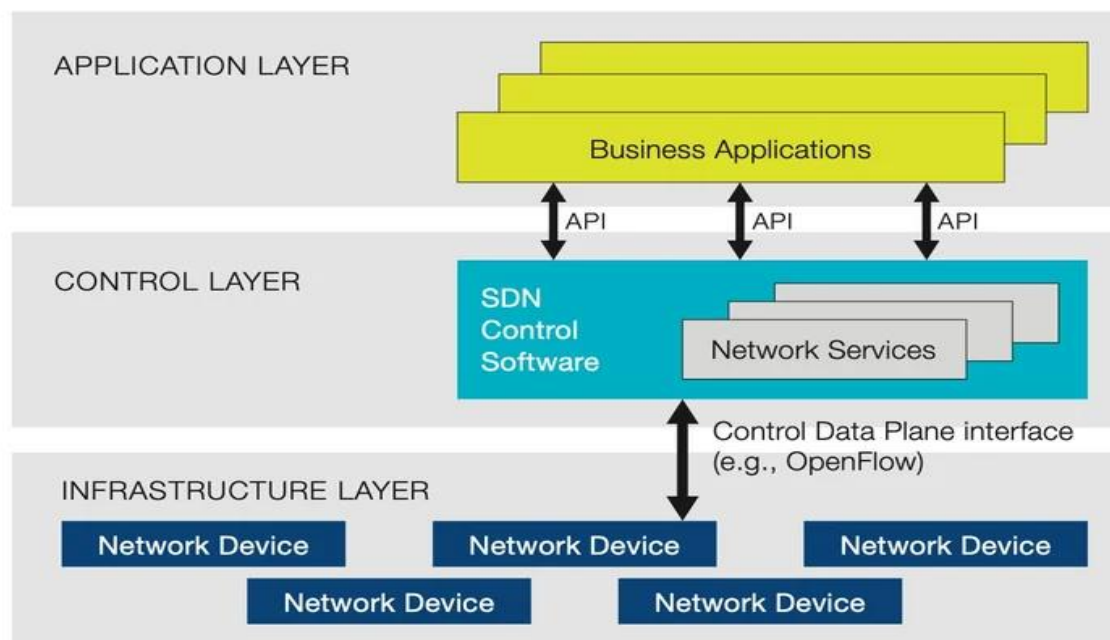 APPLICATION LAYER
Business Applications
API
API
API
CONTROL LAYER
SDN
Control
Software
Network Services
Control Data Plane interface
(e.g., OpenFlow)
INFRASTRUCTURE LAYER
Network Device
Network Device
Network Device
Network Device
Network Device